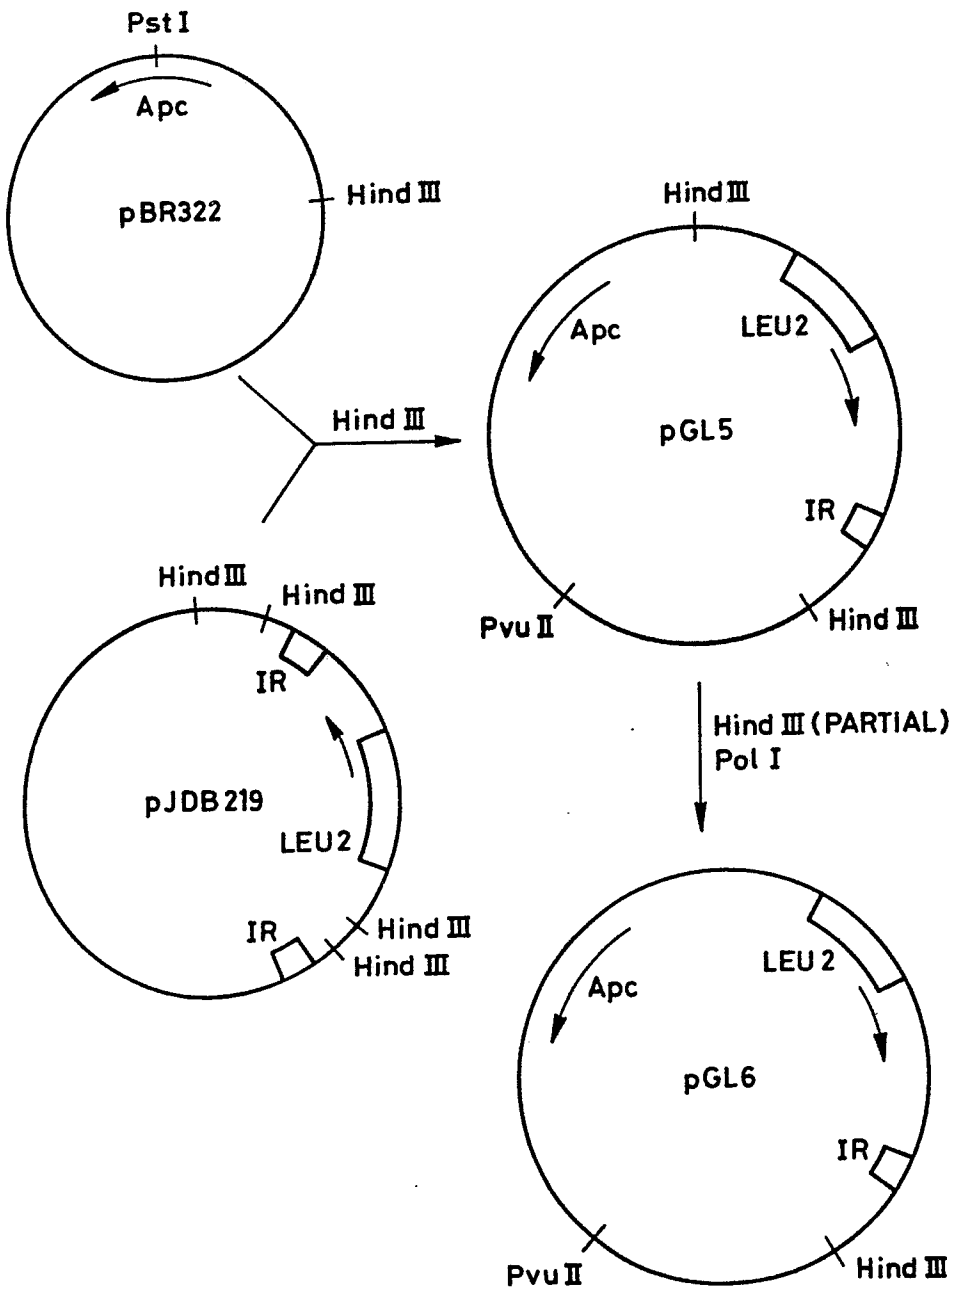 Pst I
Apc
pBR322
Hind III
Hind III
Hind III
Apc
LEU2
pGL5
IR
Pvu II
Hind III
Hind III
Hind III
IR
pJDB219
LEU2
IR
Hind III
Hind III
Hind III (PARTIAL)
Pol I
Apc
LEU2
pGL6
IR
Pvu II
Hind III